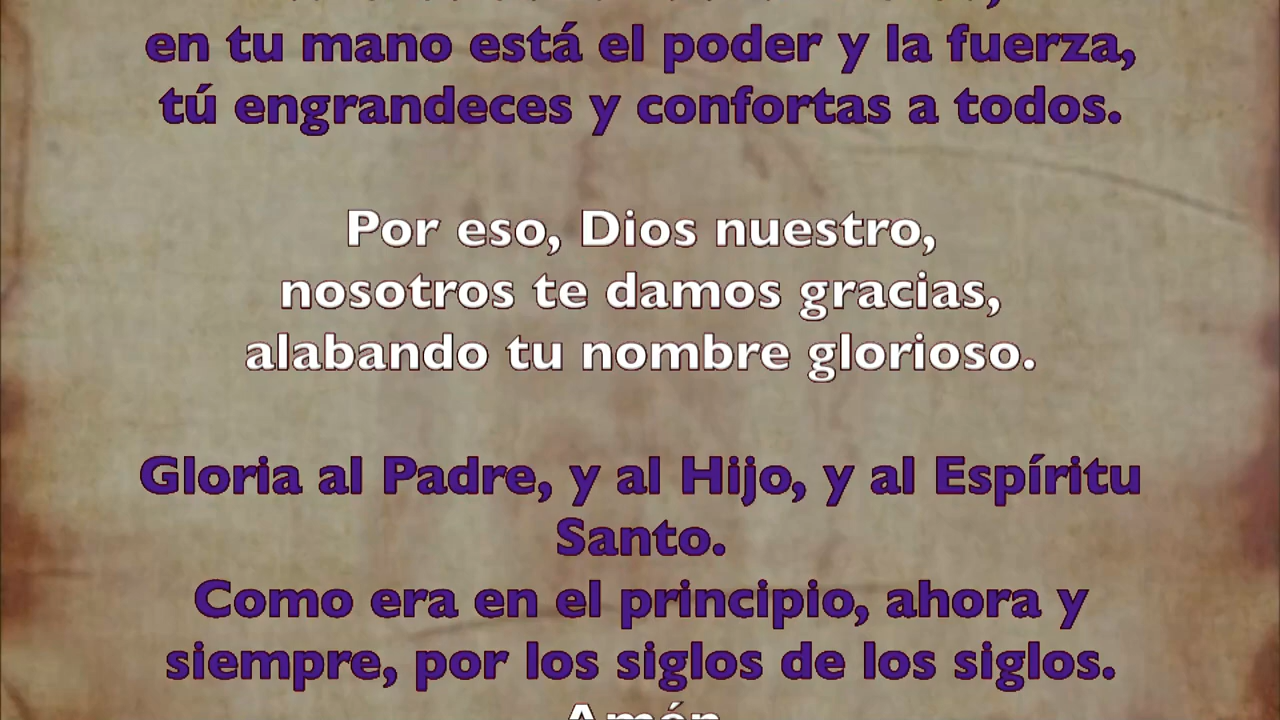 en tu mano está el poder y la fuerza,
tú engrandeces y confortas a todos.
Por eso, Dios nuestro,
nosotros te damos gracias,
alabando tu nombre glorioso.
Gloria al Padre, y al Hijo, y al Espíritu
Santo.
Como era en el principio, ahora y
siempre, por los siglos de los siglos.
Amén